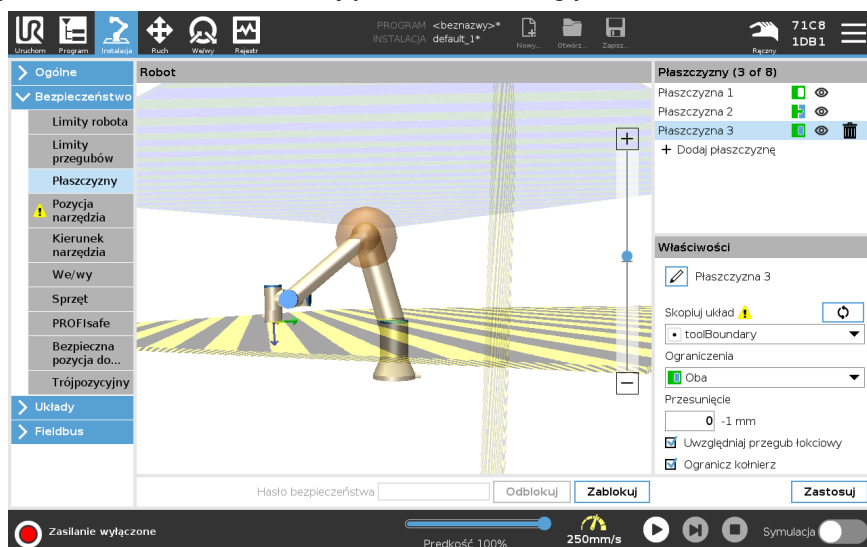 PROGRAM <beznazwy>*
INSTALACJA default_1*
Uruchom
Program
Instalacja
Ruch
We/wy
Rejestr
Nowy...
Otwórz...
Zapisz...
Ręczny
71C8
1DB1
Ogólne
Bezpieczeństwo
Limity robota
Limity
przegubów
Płaszczyzny
Pozycja
narzędzia
Kierunek
narzędzia
We/wy
Sprzęt
PROFIsafe
Bezpieczna
pozycja do...
Trójpozycyjny
Układy
Fieldbus
Robot
Płaszczyzny (3 of 8)
Płaszczyzna 1
Płaszczyzna 2
Płaszczyzna 3
+ Dodaj płaszczyznę
Właściwości
Płaszczyzna 3
Skopluj układ
toolBoundary
Ograniczenia
Oba
Przesunięcie
0 -1 mm
Uwzględniaj przegub łokciowy
Ogranicz kołnierz
Hasło bezpieczeństwa
Odblokuj
Zablokuj
Zastosuj
Zasilanie wyłączone
Prędkość 100%
250mm/s
Symulacja